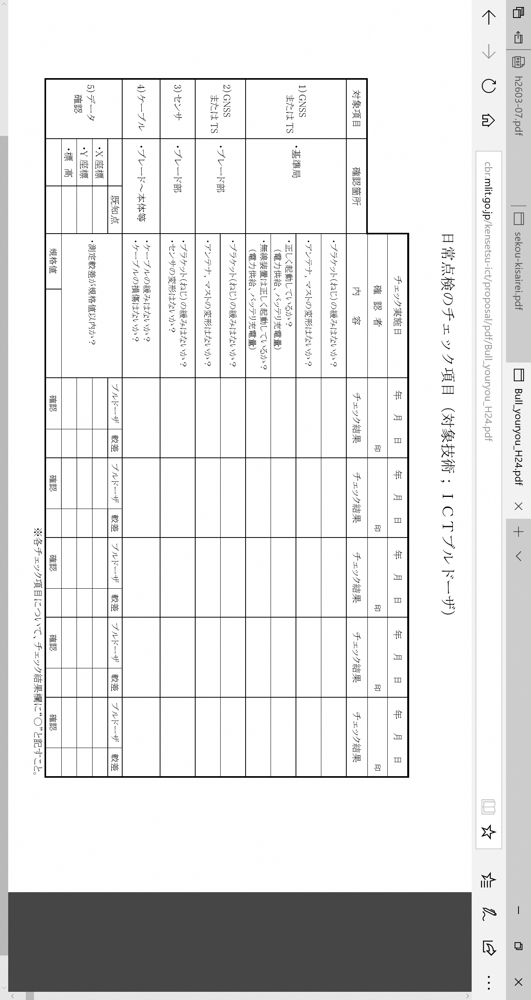 h2603-07.pdf
sekou-kisairei.pdf
Bull_youryou_H24.pdf
cbr.mlit.go.jp/kensetsu-ict/proposal/pdf/Bull_youryou_H24.pdf
日常点検のチェック項目（対象技術；ＩＣＴブルドーザ）
チェック実施日 年 月 日 年 月 日 年 月 日 年 月 日 年 月 日
確 認 者 印 印 印 印 印
対象項目 確認箇所 内 容 チェック結果 チェック結果 チェック結果 チェック結果 チェック結果
1)GNSS
または TS
・基準局
・ブラケット(ねじ)の緩みはないか？
・アンテナ, マストの変形はないか？
・正しく起動しているか？
（電力供給、バッテリ充電量）
・無線装置は正しく起動しているか？
（電力供給、バッテリ充電量）
2)GNSS
または TS
・ブレード部
・ブラケット(ねじ)の緩みはないか？
・アンテナ, マストの変形はないか？
3)センサ
・ブレード部
・ブラケット(ねじ)の緩みはないか？
・センサの変形はないか？
4)ケーブル
・ブレード～本体等
・ケーブルの緩みはないか？
・ケーブルの損傷はないか？
5)データ
確認
既知点
・X 座標
・Y 座標
・標 高
・測定較差が規格値以内か？
ブルドーザ 較差 ブルドーザ 較差 ブルドーザ 較差 ブルドーザ 較差 ブルドーザ 較差
規格値 確認 確認 確認 確認 確認
※各チェック項目について、チェック結果欄に“○”と記すこと。